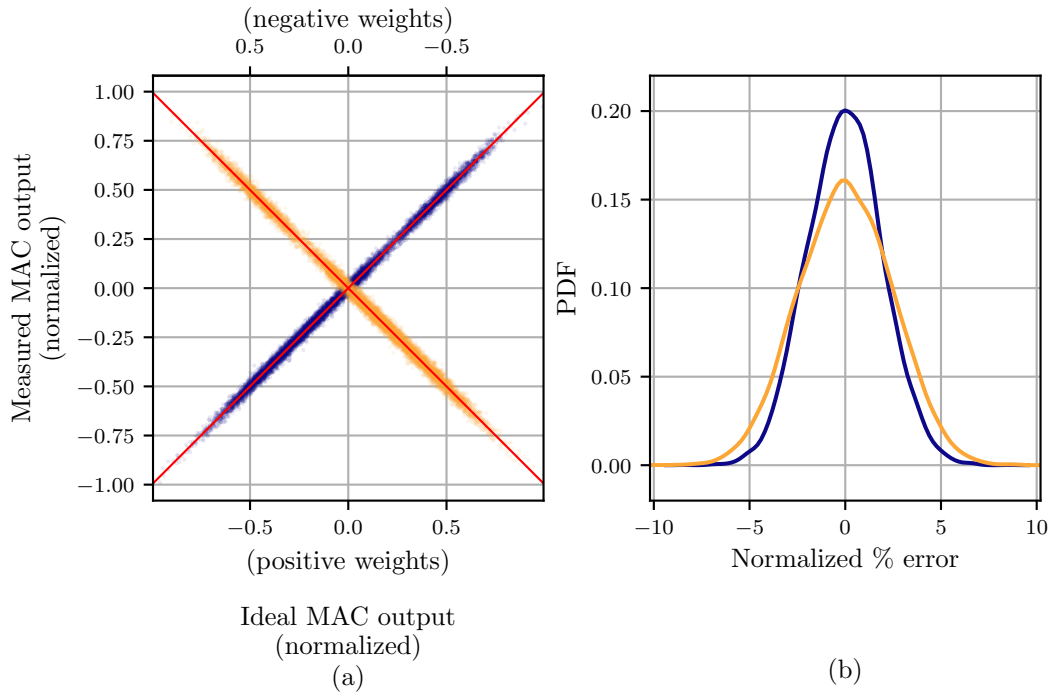 (negative weights)
0.5 0.0 −0.5
1.00
0.75
0.50
0.25
0.00
−0.25
−0.50
−0.75
−1.00
Measured MAC output
(normalized)
−0.5 0.0 0.5
(positive weights)
Ideal MAC output
(normalized)
(a)
0.20
0.15
0.10
0.05
0.00
PDF
−10 −5 0 5 10
Normalized % error
(b)